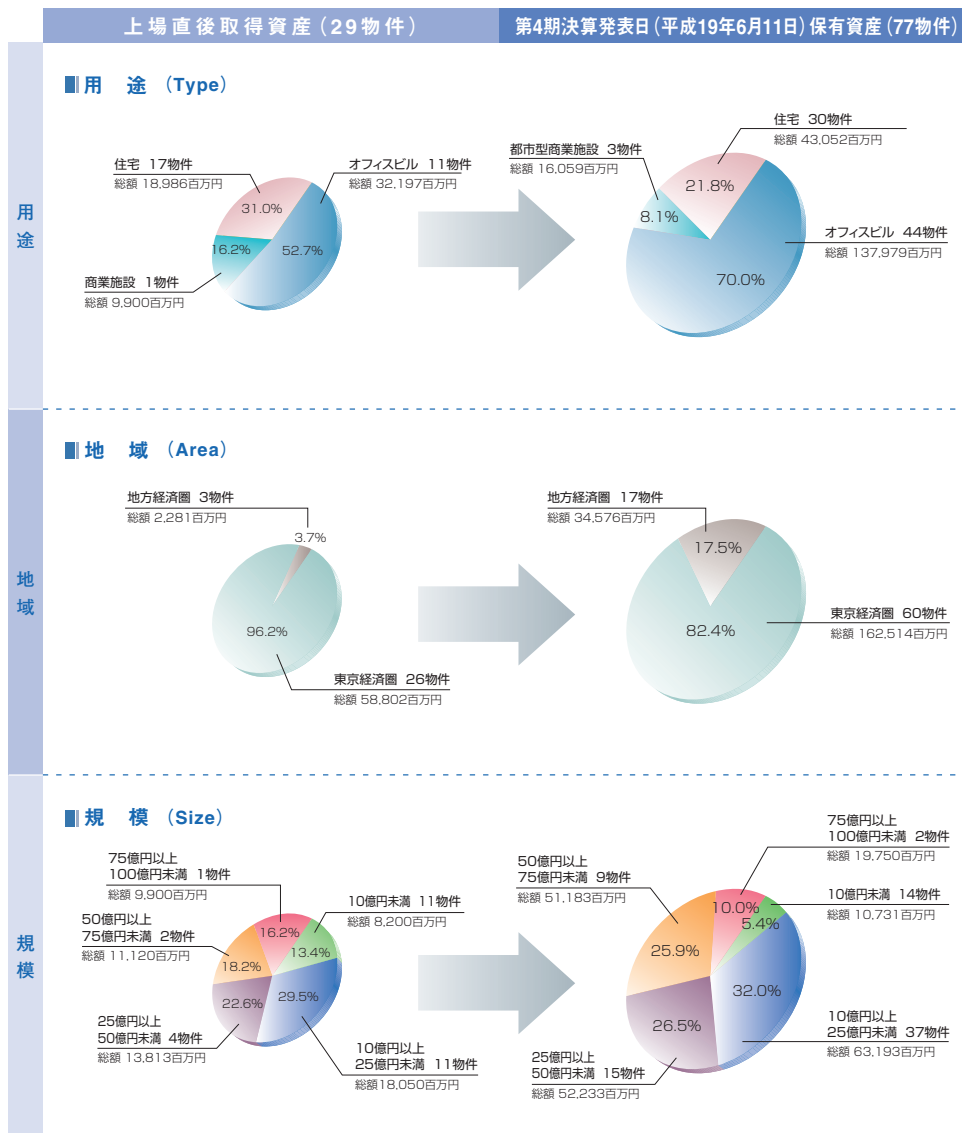 上場直後取得資産（29物件）
第4期決算発表日（平成19年6月11日）保有資産（77物件）
用途
用　途（Type）
住宅 17物件
総額 18,986百万円
オフィスビル 11物件
総額 32,197百万円
商業施設 1物件
総額 9,900百万円
31.0%
16.2%
52.7%
都市型商業施設 3物件
総額 16,059百万円
住宅 30物件
総額 43,052百万円
オフィスビル 44物件
総額 137,979百万円
21.8%
8.1%
70.0%
地域
地　域（Area）
地方経済圏 3物件
総額 2,281百万円
3.7%
96.2%
東京経済圏 26物件
総額 58,802百万円
地方経済圏 17物件
総額 34,576百万円
17.5%
82.4%
東京経済圏 60物件
総額 162,514百万円
規模
規　模（Size）
75億円以上
100億円未満 1物件
総額 9,900百万円
10億円未満 11物件
総額 8,200百万円
50億円以上
75億円未満 2物件
総額 11,120百万円
16.2%
13.4%
18.2%
22.6%
29.5%
25億円以上
50億円未満 4物件
総額 13,813百万円
10億円以上
25億円未満 11物件
総額18,050百万円
75億円以上
100億円未満 2物件
総額 19,750百万円
50億円以上
75億円未満 9物件
総額 51,183百万円
10億円未満 14物件
総額 10,731百万円
10.0%
5.4%
25.9%
32.0%
26.5%
10億円以上
25億円未満 37物件
総額 63,193百万円
25億円以上
50億円未満 15物件
総額 52,233百万円